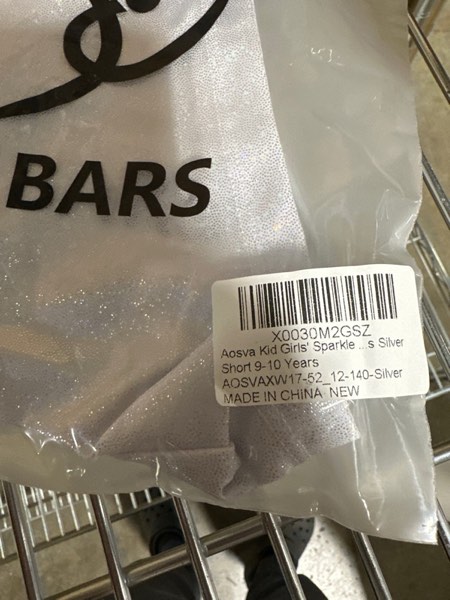 BARS
X0030M2GSZ
Aosva Kid Girls' Sparkle ...s Silver
Short 9-10 Years
AOSVAXW17-52_12-140-Silver
MADE IN CHINA NEW